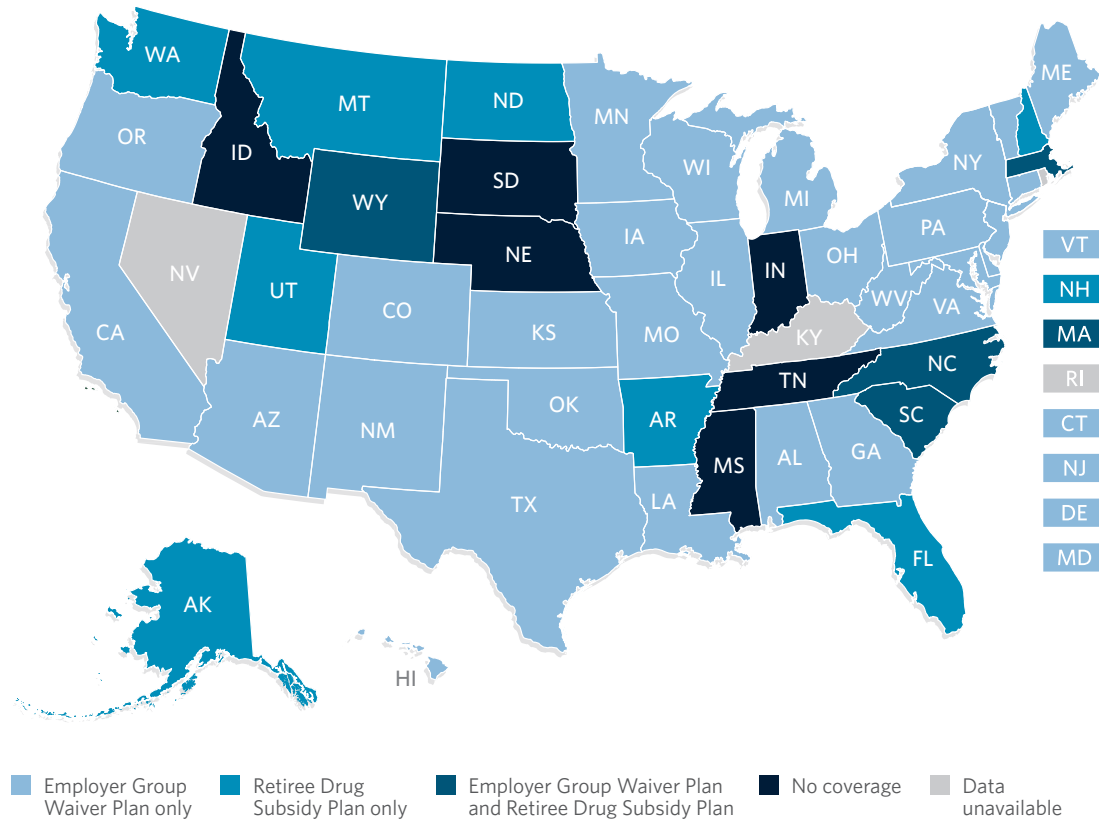 WA
MT
ND
MN
ME
OR
ID
SD
WI
NY
WY
MI
IA
PA
NE
NV
UT
IL
IN
OH
CA
CO
KS
MO
WV
VA
KY
AZ
NM
OK
AR
TN
NC
SC
TX
LA
MS
AL
GA
FL
AK
HI
VT
NH
MA
RI
CT
NJ
DE
MD
Employer Group
Waiver Plan only
Retiree Drug
Subsidy Plan only
Employer Group Waiver Plan
and Retiree Drug Subsidy Plan
No coverage
Data
unavailable